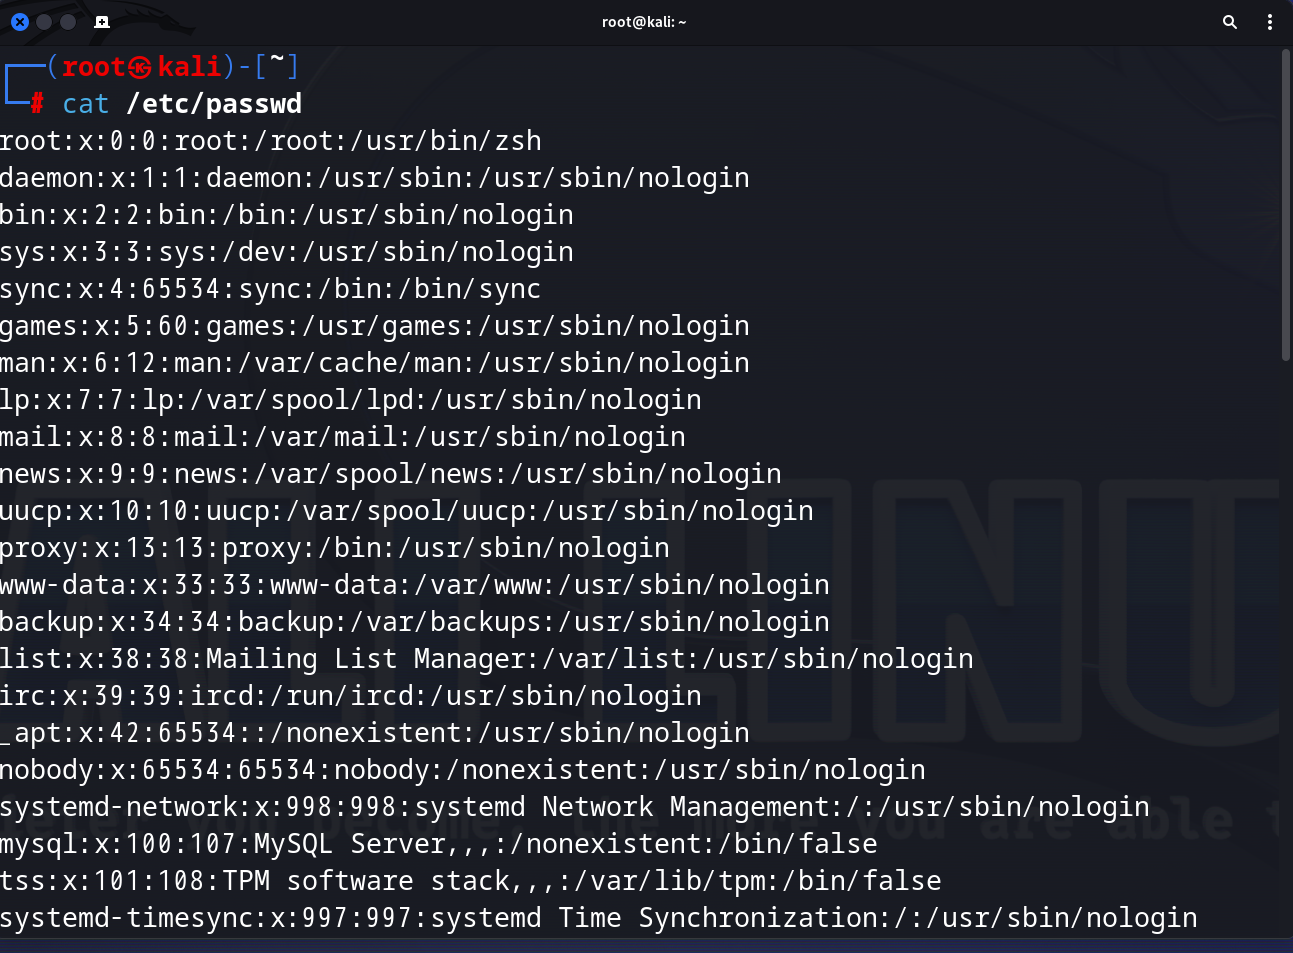 root@kali: ~
┌──(root㉿kali)-[~]
└─# cat /etc/passwd
root:x:0:0:root:/root:/usr/bin/zsh
daemon:x:1:1:daemon:/usr/sbin:/usr/sbin/nologin
bin:x:2:2:bin:/bin:/usr/sbin/nologin
sys:x:3:3:sys:/dev:/usr/sbin/nologin
sync:x:4:65534:sync:/bin:/bin/sync
games:x:5:60:games:/usr/games:/usr/sbin/nologin
man:x:6:12:man:/var/cache/man:/usr/sbin/nologin
lp:x:7:7:lp:/var/spool/lpd:/usr/sbin/nologin
mail:x:8:8:mail:/var/mail:/usr/sbin/nologin
news:x:9:9:news:/var/spool/news:/usr/sbin/nologin
uucp:x:10:10:uucp:/var/spool/uucp:/usr/sbin/nologin
proxy:x:13:13:proxy:/bin:/usr/sbin/nologin
www-data:x:33:33:www-data:/var/www:/usr/sbin/nologin
backup:x:34:34:backup:/var/backups:/usr/sbin/nologin
list:x:38:38:Mailing List Manager:/var/list:/usr/sbin/nologin
irc:x:39:39:ircd:/run/ircd:/usr/sbin/nologin
_apt:x:42:65534::/nonexistent:/usr/sbin/nologin
nobody:x:65534:65534:nobody:/nonexistent:/usr/sbin/nologin
systemd-network:x:998:998:systemd Network Management:/:/usr/sbin/nologin
mysql:x:100:107:MySQL Server,,,:/nonexistent:/bin/false
tss:x:101:108:TPM software stack,,,:/var/lib/tpm:/bin/false
systemd-timesync:x:997:997:systemd Time Synchronization:/:/usr/sbin/nologin